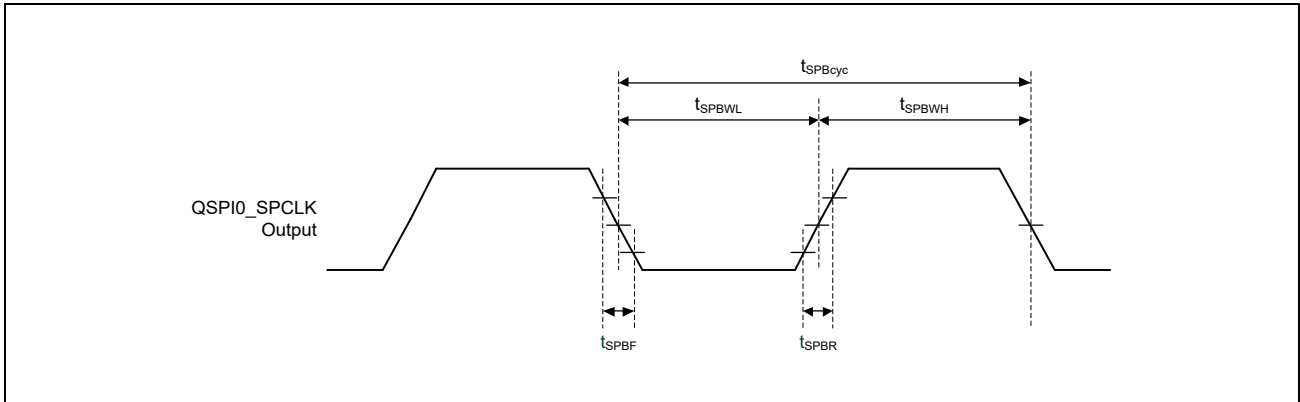 tSPBcyc
tSPBWL
tSPBWH
QSPI0_SPCLK
Output
tSPBF
tSPBR